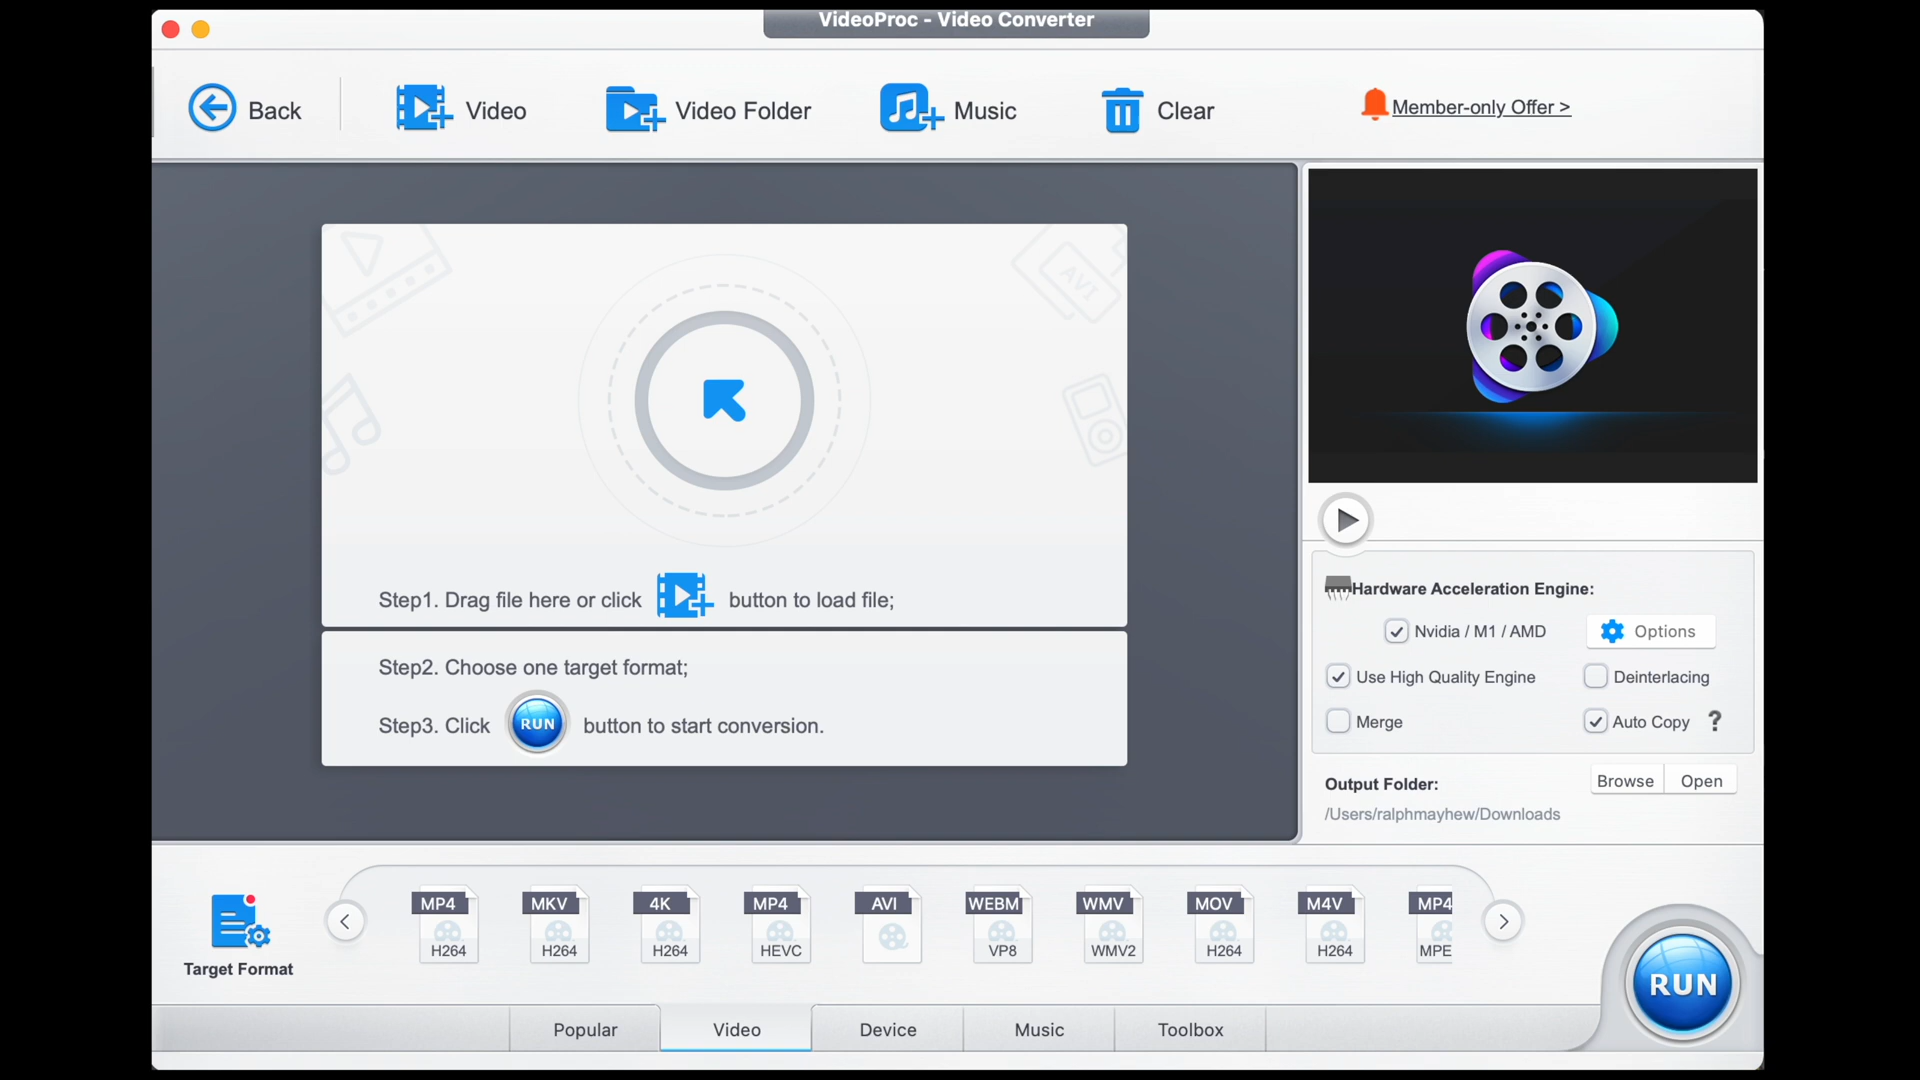 VideoProc - Video Converter
Back
Video
Video Folder
Music
Clear
Member-only Offer >
AVI
Step1. Drag file here or click button to load file;
Step2. Choose one target format;
Step3. Click RUN button to start conversion.
Hardware Acceleration Engine:
Nvidia / M1 / AMD
Options
Use High Quality Engine
Deinterlacing
Merge
Auto Copy ?
Output Folder:
Browse
Open
/Users/ralphmayhew/Downloads
Target Format
MP4
H264
MKV
H264
4K
H264
MP4
HEVC
AVI
WEBM
VP8
WMV
WMV2
MOV
H264
M4V
H264
MP4
MPE
RUN
Popular
Video
Device
Music
Toolbox